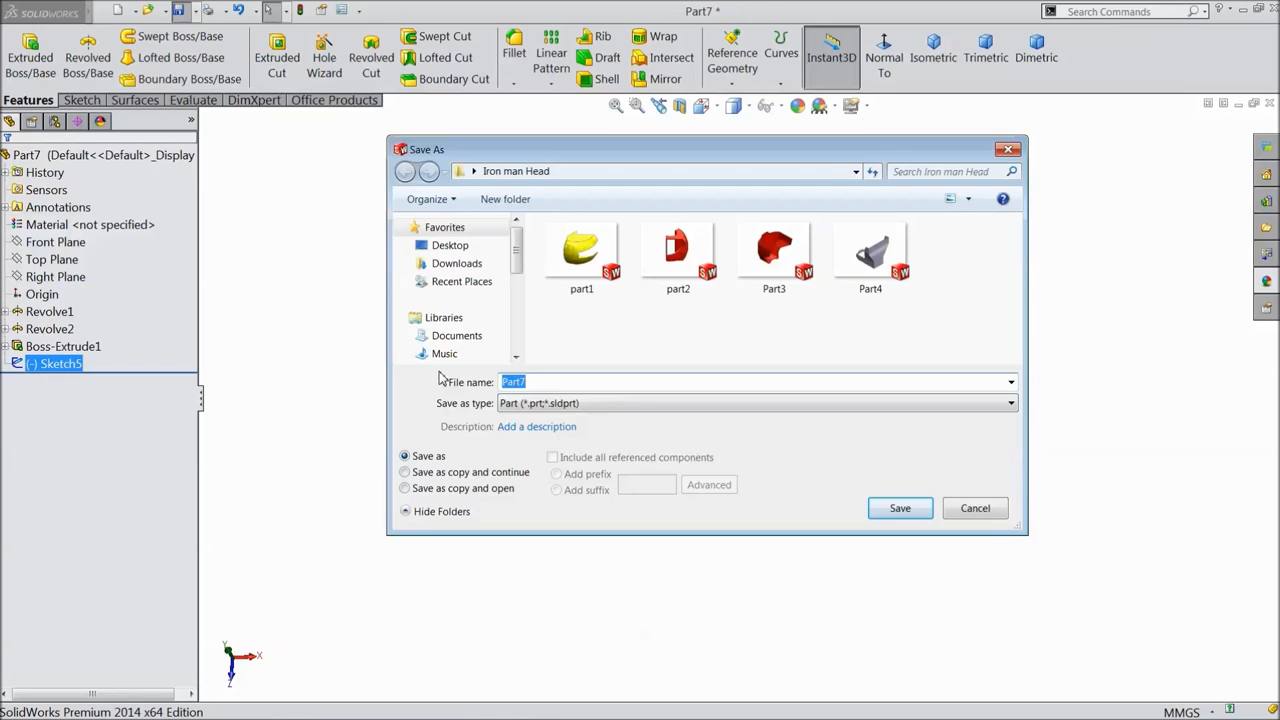 SOLIDWORKS
Part7 *
Search Commands
Extruded Boss/Base
Revolved Boss/Base
Swept Boss/Base
Lofted Boss/Base
Boundary Boss/Base
Extruded Cut
Hole Wizard
Revolved Cut
Swept Cut
Lofted Cut
Boundary Cut
Fillet
Linear Pattern
Rib
Draft
Shell
Wrap
Intersect
Mirror
Reference Geometry
Curves
Instant3D
Normal To
Isometric
Trimetric
Dimetric
Features
Sketch
Surfaces
Evaluate
DimXpert
Office Products
»
Part7 (Default<<Default>_Display
History
Sensors
Annotations
Material <not specified>
Front Plane
Top Plane
Right Plane
Origin
Revolve1
Revolve2
Boss-Extrude1
(-) Sketch5
Save As
Iron man Head
Search Iron man Head
Organize
New folder
Favorites
Desktop
Downloads
Recent Places
Libraries
Documents
Music
part1
part2
Part3
Part4
File name: Part7
Save as type: Part (*.prt;*.sldprt)
Description: Add a description
Save as
Save as copy and continue
Save as copy and open
Include all referenced components
Add prefix
Add suffix
Advanced
Hide Folders
Save
Cancel
Y
X
Z
SolidWorks Premium 2014 x64 Edition
MMGS